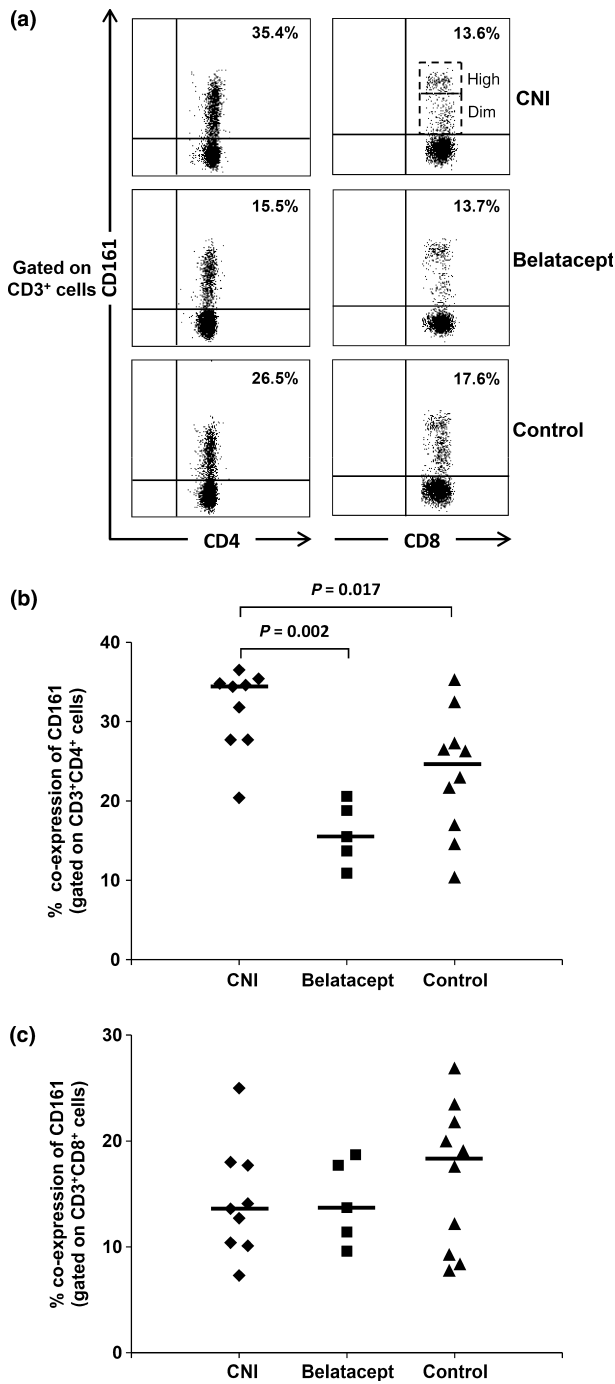 (a)
35.4%
13.6%
High
Dim
CNI
15.5%
13.7%
Gated on
CD3⁺ cells
CD161
Belatacept
26.5%
17.6%
Control
CD4
CD8
(b)
P = 0.017
P = 0.002
% co-expression of CD161
(gated on CD3⁺CD4⁺ cells)
40
30
20
10
0
CNI
Belatacept
Control
(c)
% co-expression of CD161
(gated on CD3⁺CD8⁺ cells)
30
20
10
0
CNI
Belatacept
Control